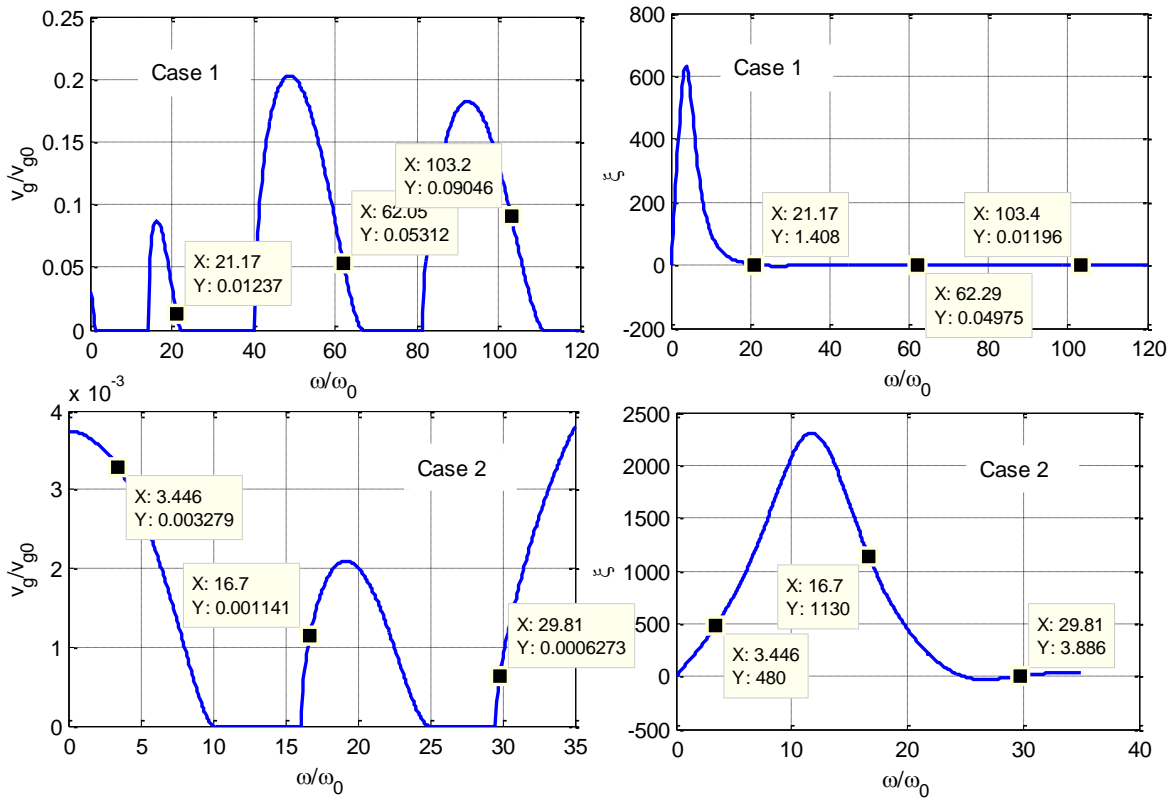 0.25
0.2
0.15
0.1
0.05
0
v_g/v_g0
Case 1
X: 103.2
Y: 0.09046
X: 62.05
Y: 0.05312
X: 21.17
Y: 0.01237
0 20 40 60 80 100 120
ω/ω_0
800
600
400
200
0
-200
ξ
Case 1
X: 21.17
Y: 1.408
X: 103.4
Y: 0.01196
X: 62.29
Y: 0.04975
0 20 40 60 80 100 120
ω/ω_0
x 10^-3
4
3
2
1
0
v_g/v_g0
Case 2
X: 3.446
Y: 0.003279
X: 16.7
Y: 0.001141
X: 29.81
Y: 0.0006273
0 5 10 15 20 25 30 35
ω/ω_0
2500
2000
1500
1000
500
0
-500
ξ
Case 2
X: 16.7
Y: 1130
X: 29.81
Y: 3.886
X: 3.446
Y: 480
0 10 20 30 40
ω/ω_0